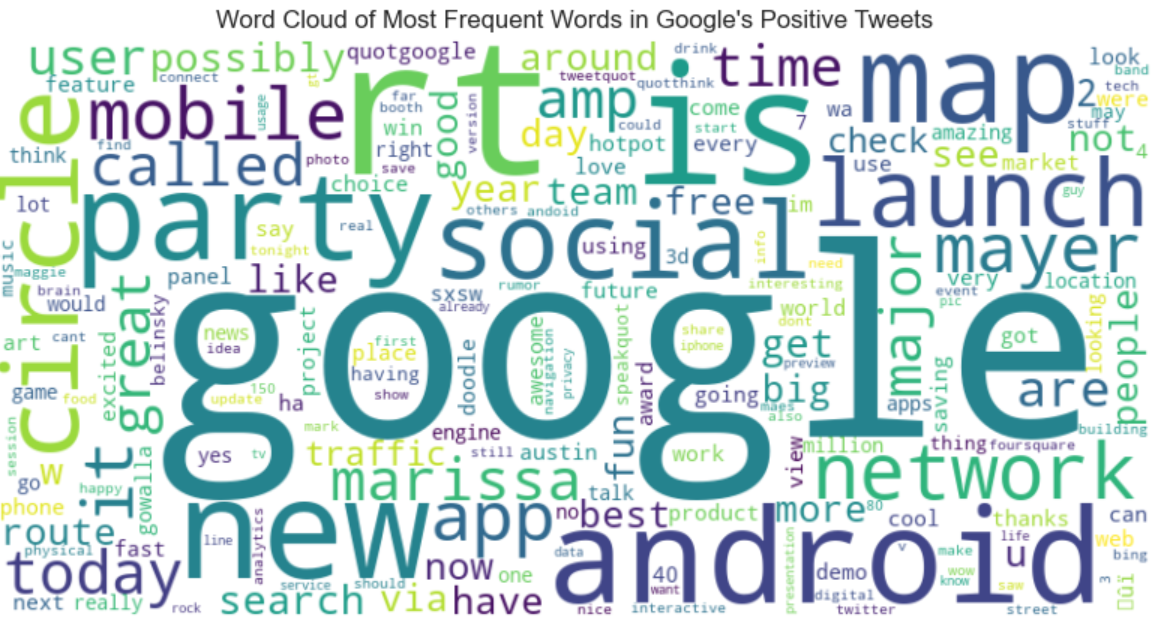 Word Cloud of Most Frequent Words in Google's Positive Tweets
user
possibly
quotgoogle
rt
around
drink
time
map
look
band
feature
connect
gt
tweetquot
quotthink
is
2
tech
were
may
circle
mobile
usage
far
booth
good
version
amp
come
wa
stuff
win
day
could
start
7
check
amazing
not
4
think
find
called
photo
right
save
hotpot
every
love
use
see
market
lot
party
choice
year
team
free
im
launch
guy
others
andoid
say
tonight
real
social
using
3d
info
major
mayer
music
maggie
brain
would
great
belinsky
panel
like
sxsw
rumor
already
future
need
interesting
very
location
event
pic
world
dont
google
art
cant
excited
news
idea
project
first
place
having
show
doodle
awesome
navigation
privacy
speakquot
share
iphone
get
preview
got
looking
people
game
food
150
update
ha
award
going
big
maps
also
apps
saving
are
session
it
mark
engine
fun
building
yes
tv
traffic
still
austin
work
view
million
thing
foursquare
go
w
happy
gowalla
marissa
talk
network
phone
route
new
app
no
best
product
more
80
cool
thanks
can
physical
fast
line
analytics
data
android
v
life
web
today
now
one
40
want
presentation
demo
make
wow
know
u
bing
saw
next
really
rock
service
should
search
via
have
nice
interactive
digital
twitter
street
3
ûï